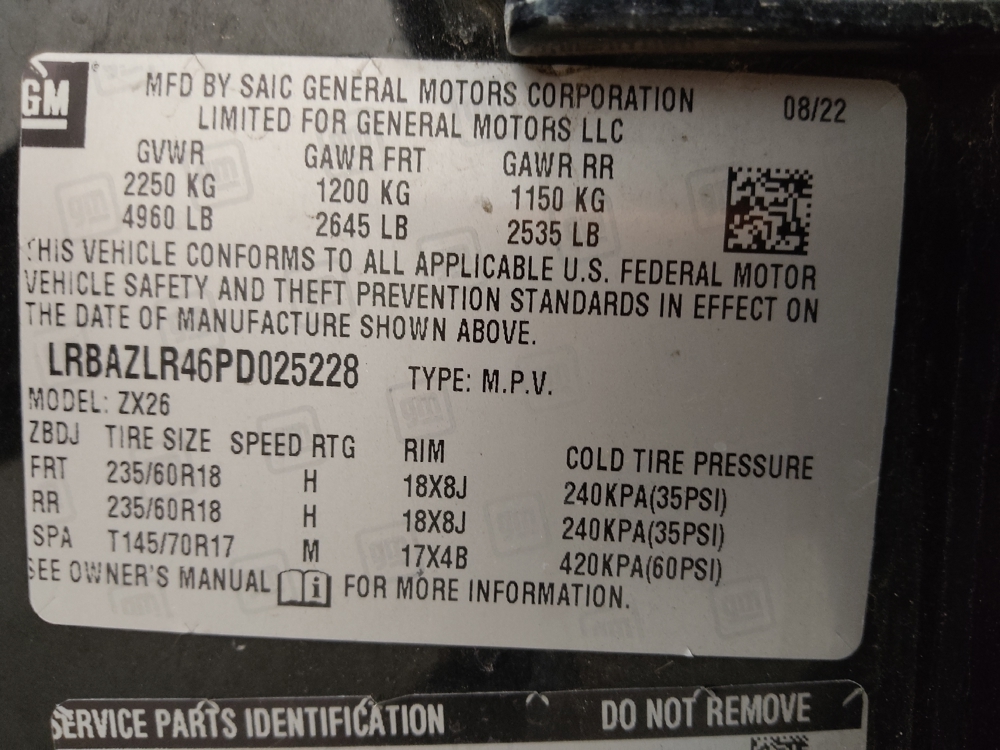 GM
MFD BY SAIC GENERAL MOTORS CORPORATION 08/22
LIMITED FOR GENERAL MOTORS LLC
GVWR GAWR FRT GAWR RR
2250 KG 1200 KG 1150 KG
4960 LB 2645 LB 2535 LB
THIS VEHICLE CONFORMS TO ALL APPLICABLE U.S. FEDERAL MOTOR
VEHICLE SAFETY AND THEFT PREVENTION STANDARDS IN EFFECT ON
THE DATE OF MANUFACTURE SHOWN ABOVE.
LRBAZLR46PD025228 TYPE: M.P.V.
MODEL: ZX26
ZBDJ TIRE SIZE SPEED RTG RIM COLD TIRE PRESSURE
FRT 235/60R18 H 18X8J 240KPA(35PSI)
RR 235/60R18 H 18X8J 240KPA(35PSI)
SPA T145/70R17 M 17X4B 420KPA(60PSI)
SEE OWNER'S MANUAL FOR MORE INFORMATION.
SERVICE PARTS IDENTIFICATION DO NOT REMOVE